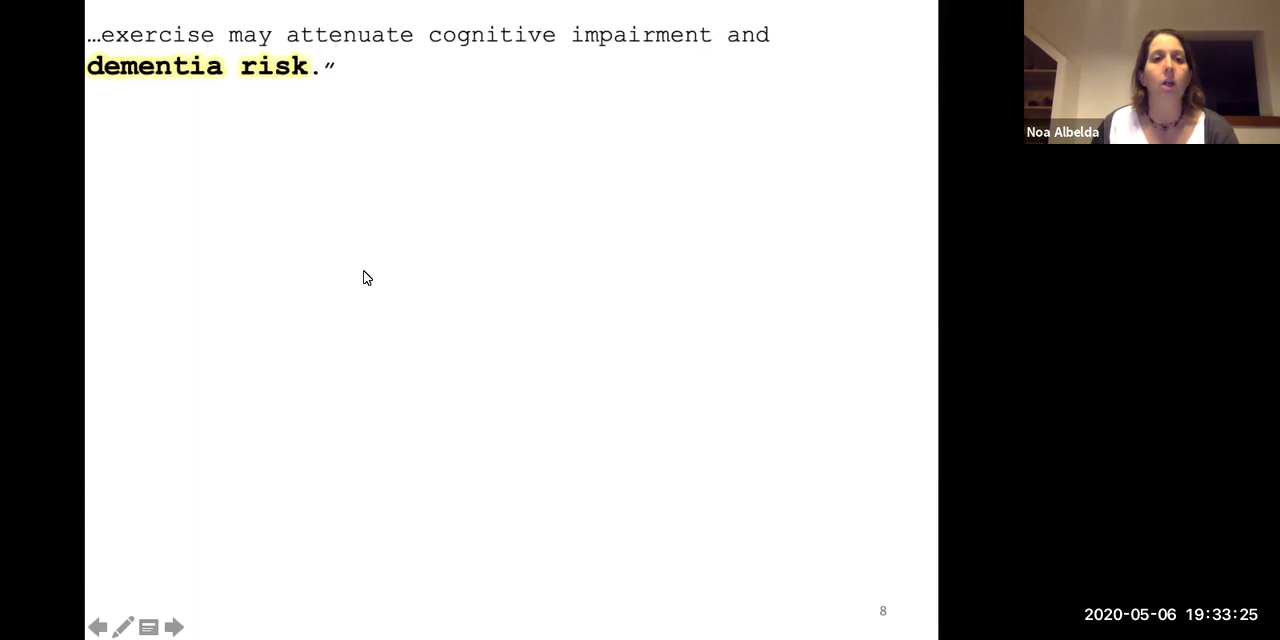 …exercise may attenuate cognitive impairment and
dementia risk.”
Noa Albelda
8
2020-05-06 19:33:25